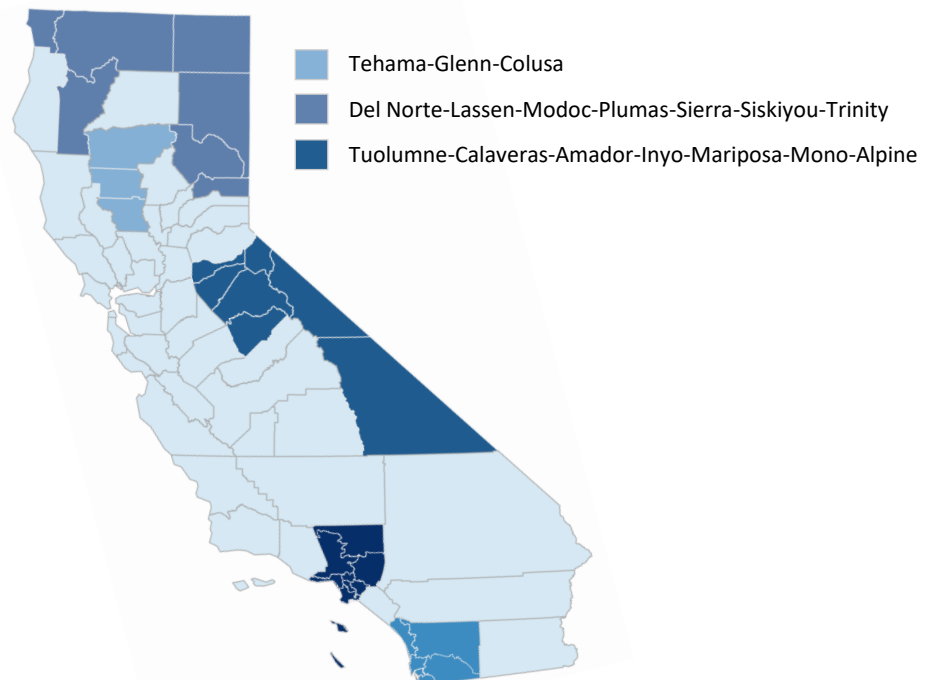 Tehama-Glenn-Colusa
Del Norte-Lassen-Modoc-Plumas-Sierra-Siskiyou-Trinity
Tuolumne-Calaveras-Amador-Inyo-Mariposa-Mono-Alpine